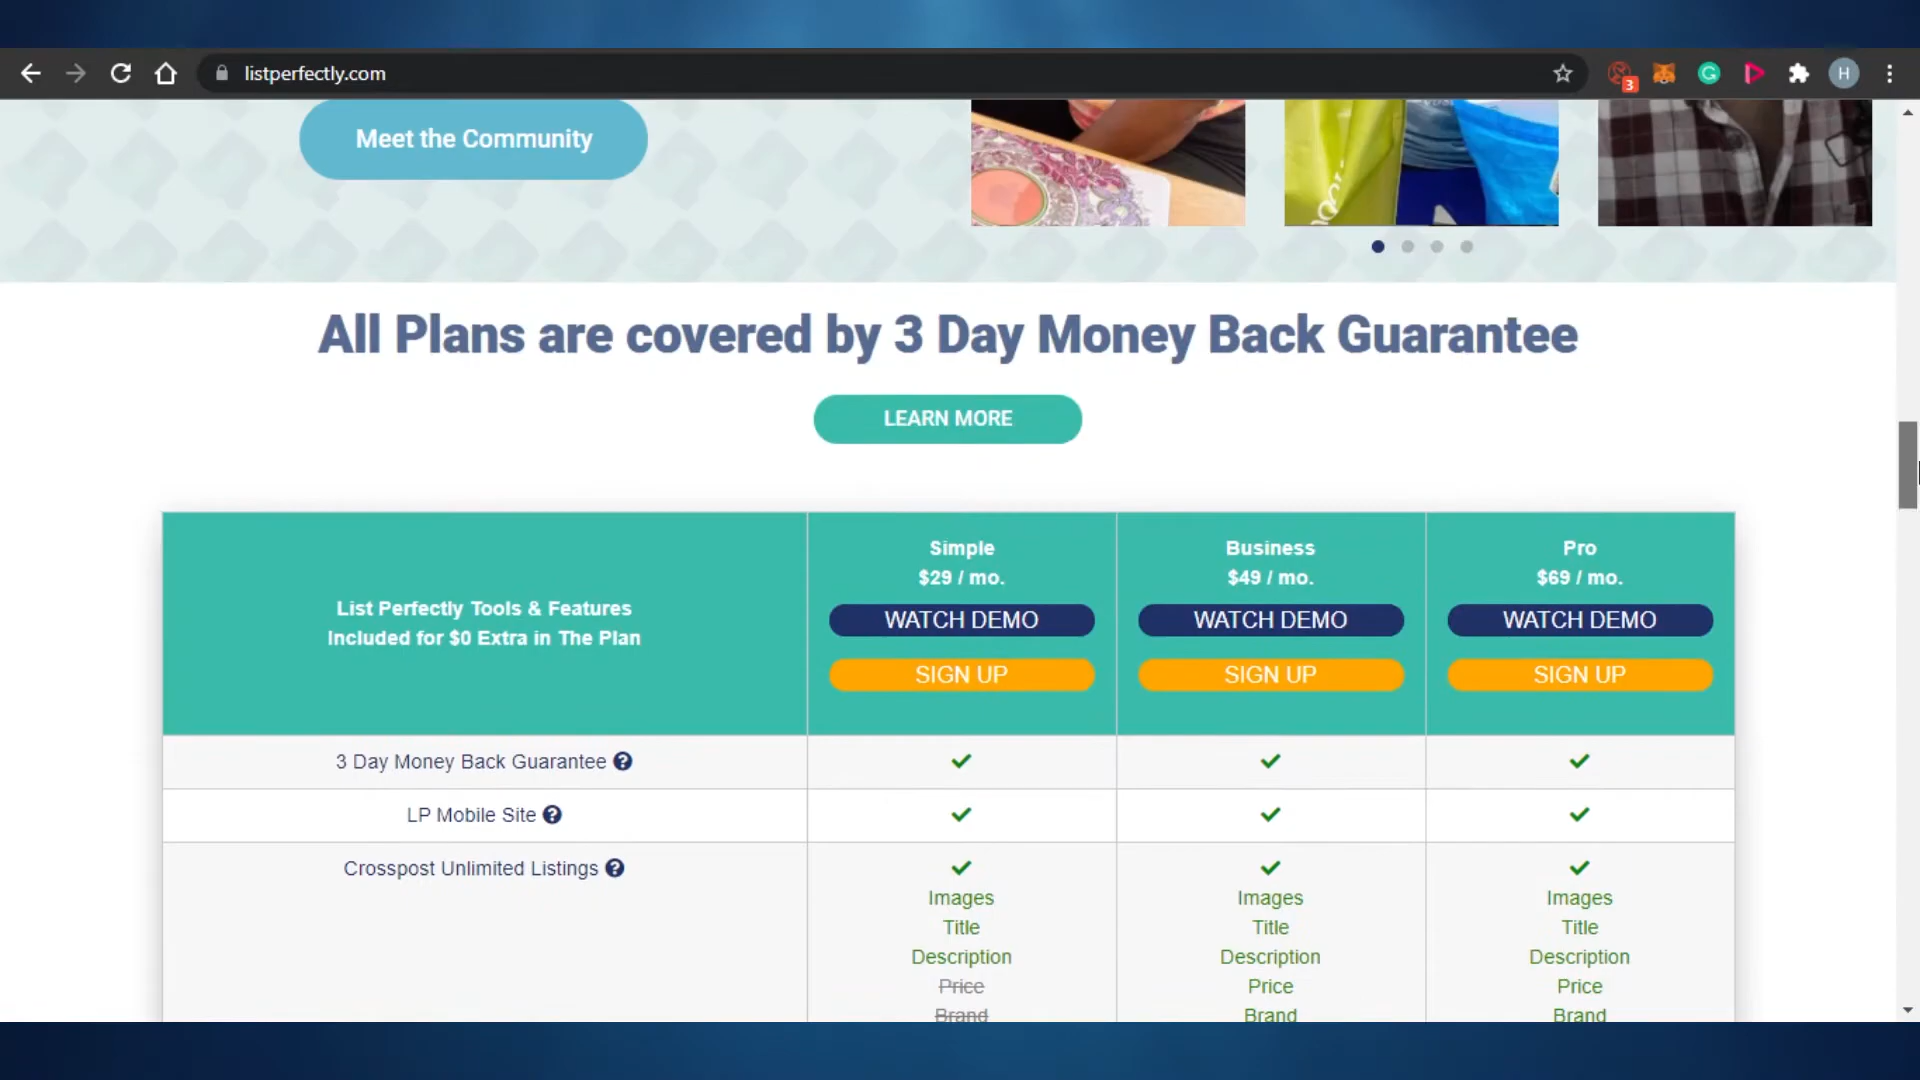 listperfectly.com
3
H
Meet the Community
All Plans are covered by 3 Day Money Back Guarantee
LEARN MORE
List Perfectly Tools & Features
Included for $0 Extra in The Plan
Simple
$29 / mo.
WATCH DEMO
SIGN UP
Business
$49 / mo.
WATCH DEMO
SIGN UP
Pro
$69 / mo.
WATCH DEMO
SIGN UP
3 Day Money Back Guarantee ?
LP Mobile Site ?
Crosspost Unlimited Listings ?
Images
Title
Description
Price
Brand
Images
Title
Description
Price
Brand
Images
Title
Description
Price
Brand